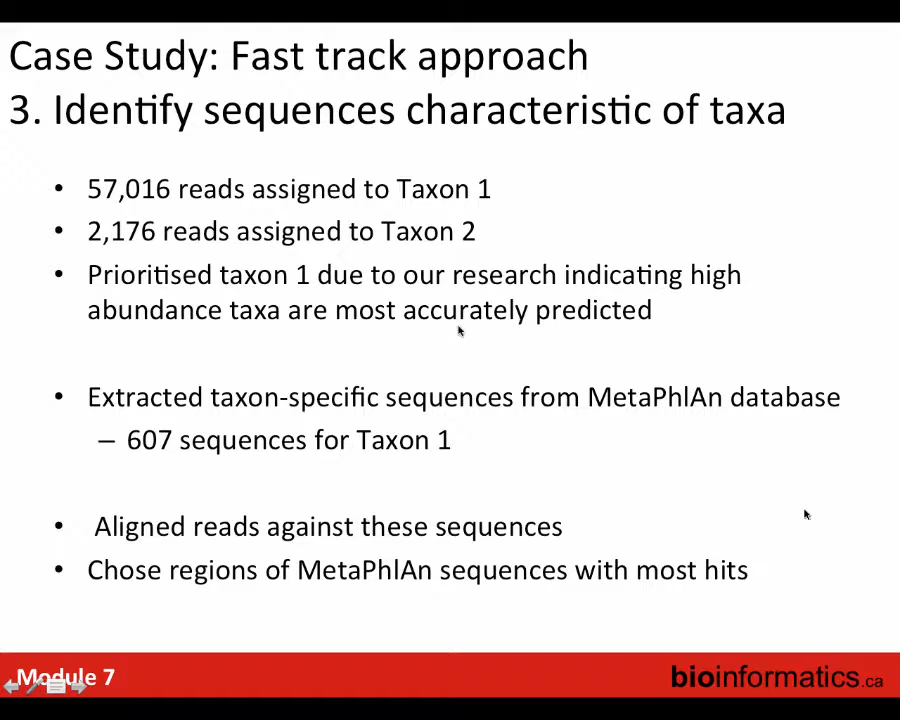 Case Study: Fast track approach
3. Identify sequences characteristic of taxa
• 57,016 reads assigned to Taxon 1
• 2,176 reads assigned to Taxon 2
• Prioritised taxon 1 due to our research indicating high
abundance taxa are most accurately predicted
• Extracted taxon-specific sequences from MetaPhlAn database
– 607 sequences for Taxon 1
• Aligned reads against these sequences
• Chose regions of MetaPhlAn sequences with most hits
Module 7
bioinformatics.ca